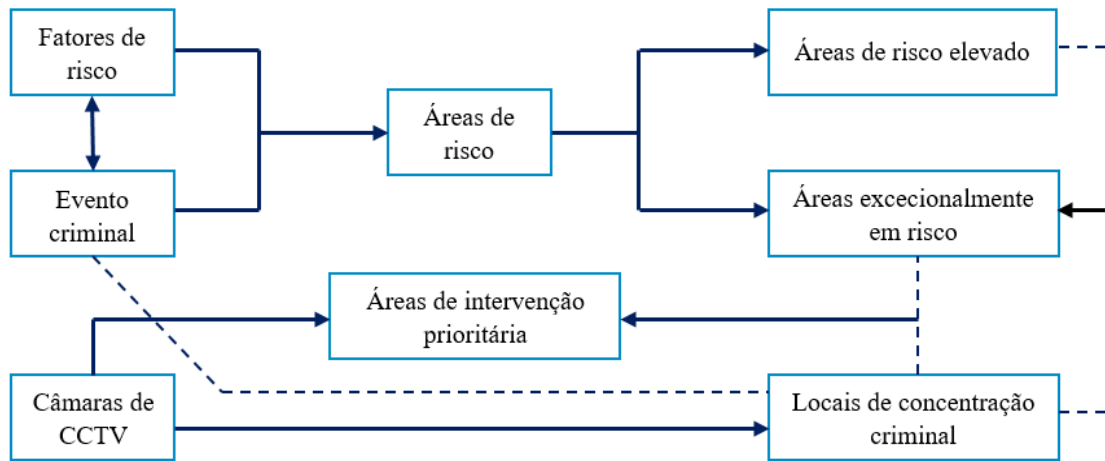 Fatores de
risco
Áreas de risco elevado
Áreas de
risco
Evento
criminal
Áreas excecionalmente
em risco
Áreas de intervenção
prioritária
Câmaras de
CCTV
Locais de concentração
criminal